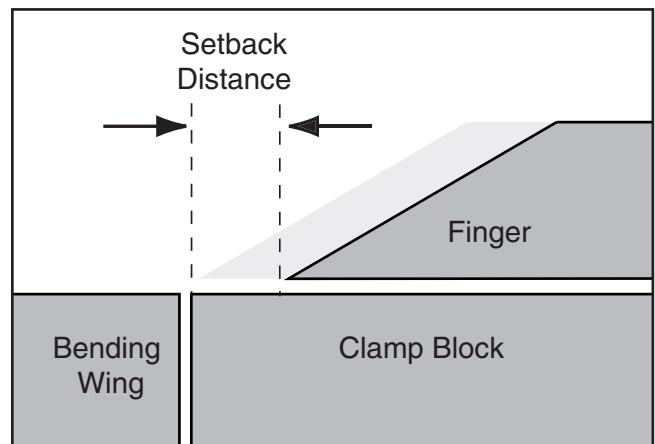 Setback
Distance
Finger
Bending
Wing
Clamp Block